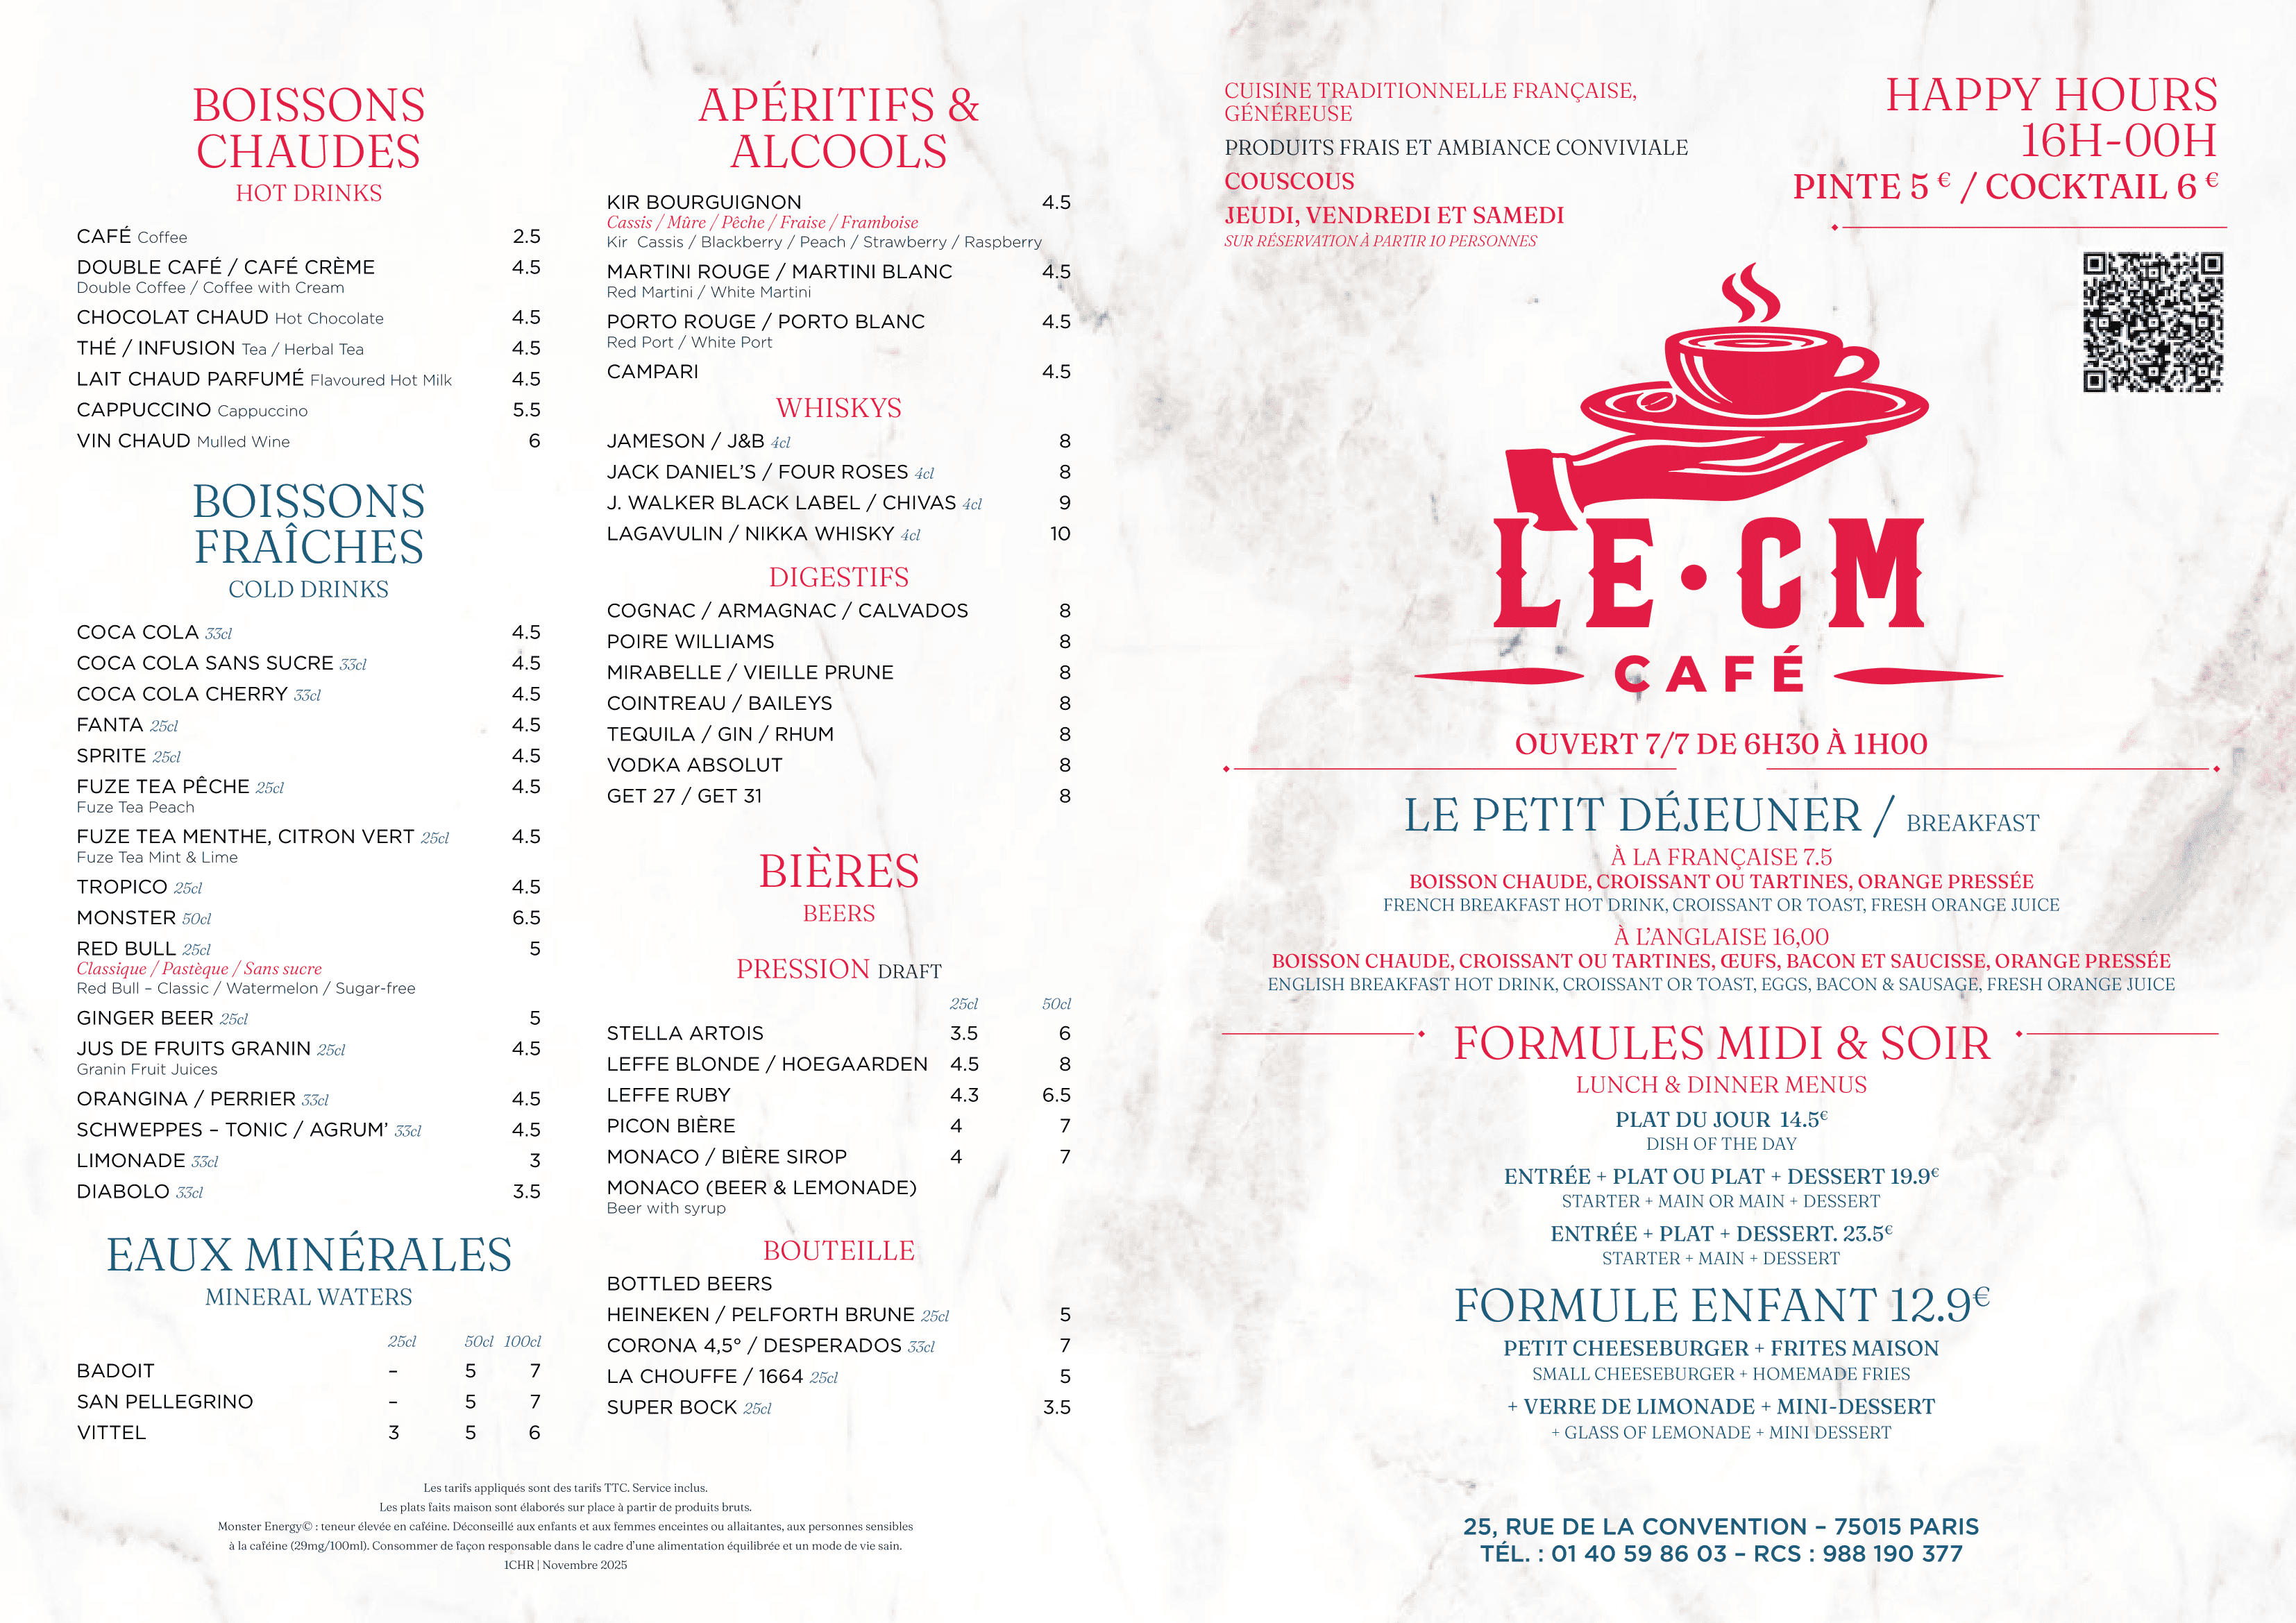 BOISSONS
CHAUDES
HOT DRINKS
CAFÉ Coffee 2.5
DOUBLE CAFÉ / CAFÉ CRÈME 4.5
Double Coffee / Coffee with Cream
CHOCOLAT CHAUD Hot Chocolate 4.5
THÉ / INFUSION Tea / Herbal Tea 4.5
LAIT CHAUD PARFUMÉ Flavoured Hot Milk 4.5
CAPPUCCINO Cappuccino 5.5
VIN CHAUD Mulled Wine 6
BOISSONS
FRAÎCHES
COLD DRINKS
COCA COLA 33cl 4.5
COCA COLA SANS SUCRE 33cl 4.5
COCA COLA CHERRY 33cl 4.5
FANTA 25cl 4.5
SPRITE 25cl 4.5
FUZE TEA PÊCHE 25cl 4.5
Fuze Tea Peach
FUZE TEA MENTHE, CITRON VERT 25cl 4.5
Fuze Tea Mint & Lime
TROPICO 25cl 4.5
MONSTER 50cl 6.5
RED BULL 25cl 5
Classique / Pastèque / Sans sucre
Red Bull – Classic / Watermelon / Sugar-free
GINGER BEER 25cl 5
JUS DE FRUITS GRANIN 25cl 4.5
Granin Fruit Juices
ORANGINA / PERRIER 33cl 4.5
SCHWEPPES – TONIC / AGRUM’ 33cl 4.5
LIMONADE 33cl 3
DIABOLO 33cl 3.5
EAUX MINÉRALES
MINERAL WATERS
25cl 50cl 100cl
BADOIT – 5 7
SAN PELLEGRINO – 5 7
VITTEL 3 5 6
APÉRITIFS &
ALCOOLS
KIR BOURGUIGNON 4.5
Cassis / Mûre / Pêche / Fraise / Framboise
Kir Cassis / Blackberry / Peach / Strawberry / Raspberry
MARTINI ROUGE / MARTINI BLANC 4.5
Red Martini / White Martini
PORTO ROUGE / PORTO BLANC 4.5
Red Port / White Port
CAMPARI 4.5
WHISKYS
JAMESON / J&B 4cl 8
JACK DANIEL’S / FOUR ROSES 4cl 8
J. WALKER BLACK LABEL / CHIVAS 4cl 9
LAGAVULIN / NIKKA WHISKY 4cl 10
DIGESTIFS
COGNAC / ARMAGNAC / CALVADOS 8
POIRE WILLIAMS 8
MIRABELLE / VIEILLE PRUNE 8
COINTREAU / BAILEYS 8
TEQUILA / GIN / RHUM 8
VODKA ABSOLUT 8
GET 27 / GET 31 8
BIÈRES
BEERS
PRESSION DRAFT
25cl 50cl
STELLA ARTOIS 3.5 6
LEFFE BLONDE / HOEGAARDEN 4.5 8
LEFFE RUBY 4.3 6.5
PICON BIÈRE 4 7
MONACO / BIÈRE SIROP 4 7
MONACO (BEER & LEMONADE)
Beer with syrup
BOUTEILLE
BOTTLED BEERS
HEINEKEN / PELFORTH BRUNE 25cl 5
CORONA 4,5° / DESPERADOS 33cl 7
LA CHOUFFE / 1664 25cl 5
SUPER BOCK 25cl 3.5
Les tarifs appliqués sont des tarifs TTC. Service inclus.
Les plats faits maison sont élaborés sur place à partir de produits bruts.
Monster Energy© : teneur élevée en caféine. Déconseillé aux enfants et aux femmes enceintes ou allaitantes, aux personnes sensibles
à la caféine (29mg/100ml). Consommer de façon responsable dans le cadre d’une alimentation équilibrée et un mode de vie sain.
1CHR | Novembre 2025
CUISINE TRADITIONNELLE FRANÇAISE,
GÉNÉREUSE
PRODUITS FRAIS ET AMBIANCE CONVIVIALE
COUSCOUS
JEUDI, VENDREDI ET SAMEDI
SUR RÉSERVATION À PARTIR 10 PERSONNES
HAPPY HOURS
16H-00H
PINTE 5 € / COCKTAIL 6 €
LE • CM
CAFÉ
OUVERT 7/7 DE 6H30 À 1H00
LE PETIT DÉJEUNER / BREAKFAST
À LA FRANÇAISE 7.5
BOISSON CHAUDE, CROISSANT OU TARTINES, ORANGE PRESSÉE
FRENCH BREAKFAST HOT DRINK, CROISSANT OR TOAST, FRESH ORANGE JUICE
À L’ANGLAISE 16,00
BOISSON CHAUDE, CROISSANT OU TARTINES, ŒUFS, BACON ET SAUCISSE, ORANGE PRESSÉE
ENGLISH BREAKFAST HOT DRINK, CROISSANT OR TOAST, EGGS, BACON & SAUSAGE, FRESH ORANGE JUICE
FORMULES MIDI & SOIR
LUNCH & DINNER MENUS
PLAT DU JOUR 14.5€
DISH OF THE DAY
ENTRÉE + PLAT OU PLAT + DESSERT 19.9€
STARTER + MAIN OR MAIN + DESSERT
ENTRÉE + PLAT + DESSERT. 23.5€
STARTER + MAIN + DESSERT
FORMULE ENFANT 12.9€
PETIT CHEESEBURGER + FRITES MAISON
SMALL CHEESEBURGER + HOMEMADE FRIES
+ VERRE DE LIMONADE + MINI-DESSERT
+ GLASS OF LEMONADE + MINI DESSERT
25, RUE DE LA CONVENTION – 75015 PARIS
TÉL. : 01 40 59 86 03 – RCS : 988 190 377